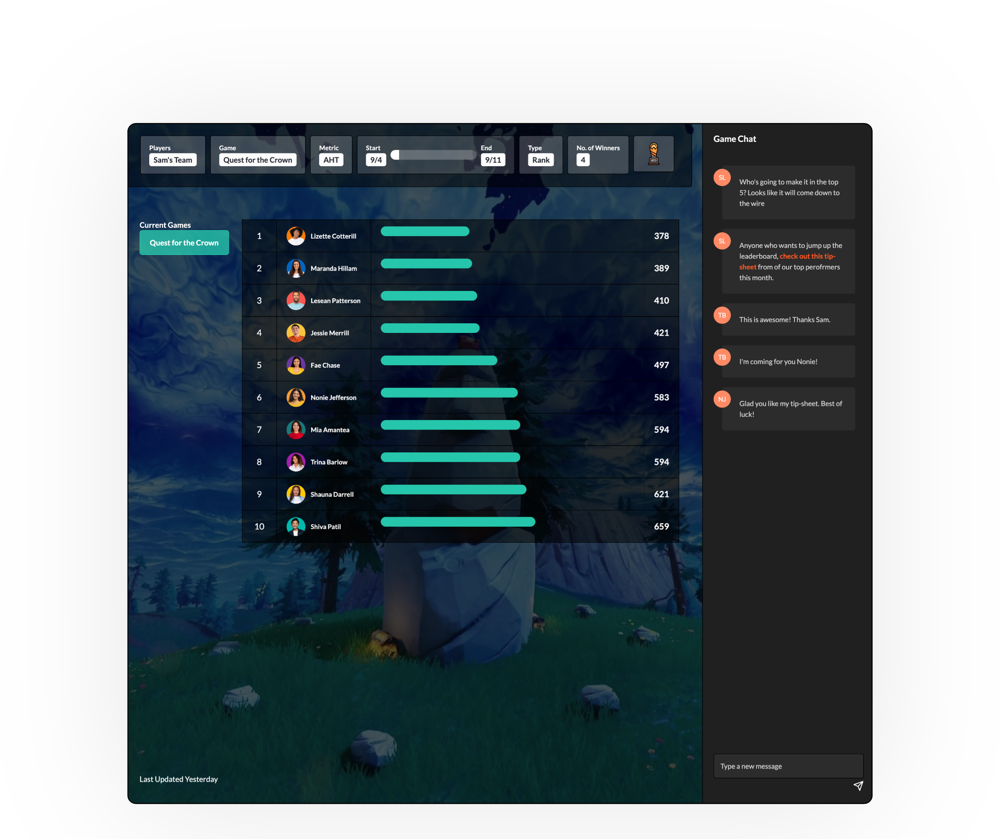 Players
Sam's Team
Game
Quest for the Crown
Metric
AHT
Start
9/4
End
9/11
Type
Rank
No. of Winners
4
Current Games
Quest for the Crown
1 Lizette Cotterill 378
2 Maranda Hillam 389
3 Lesean Patterson 410
4 Jessie Merrill 421
5 Fae Chase 497
6 Nonie Jefferson 583
7 Mia Amantea 594
8 Trina Barlow 594
9 Shauna Darrell 621
10 Shiva Patil 659
Last Updated Yesterday
Game Chat
SL
Who's going to make it in the top
5? Looks like it will come down to
the wire
SL
Anyone who wants to jump up the
leaderboard, check out this tip-
sheet from of our top perofrmers
this month.
TB
This is awesome! Thanks Sam.
TB
I'm coming for you Nonie!
NJ
Glad you like my tip-sheet. Best of
luck!
Type a new message